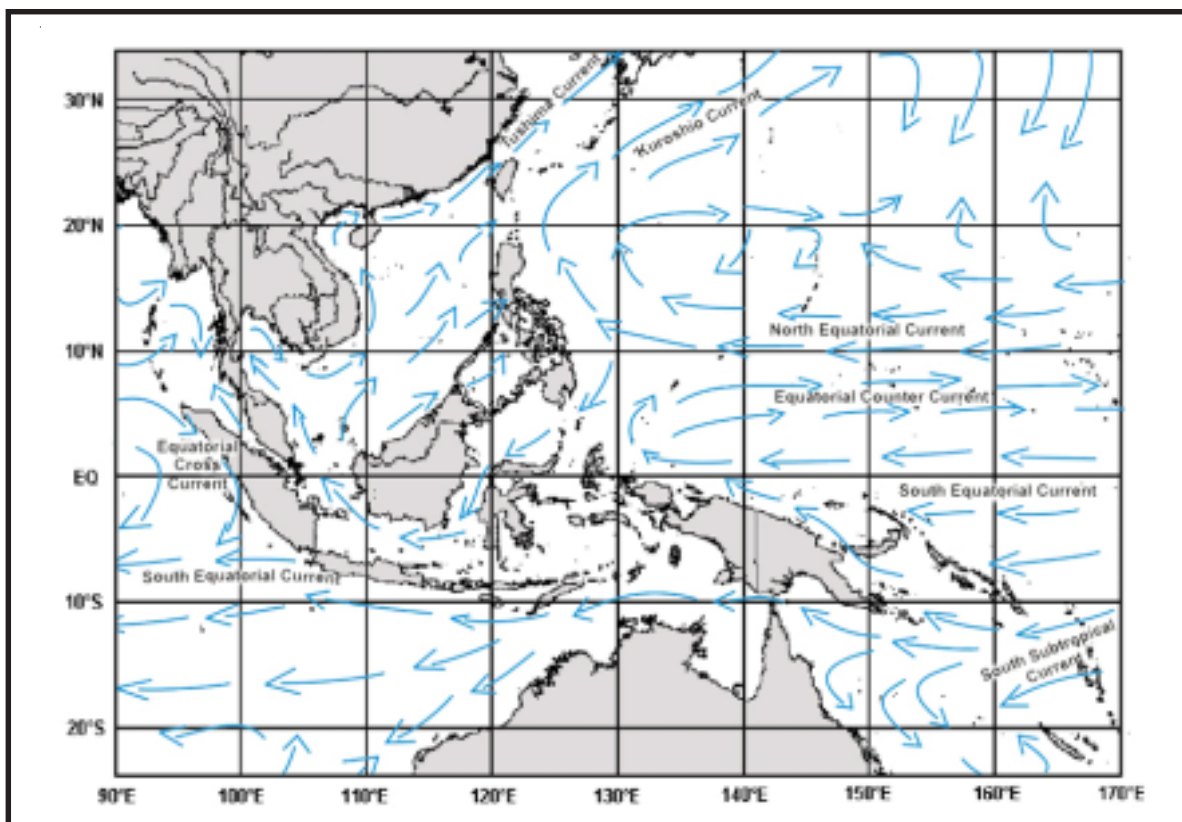 Tushima Current
Kuroshio Current
30°N
20°N
North Equatorial Current
10°N
Equatorial Counter Current
Equatorial
Cross
Current
EQ
South Equatorial Current
South Equatorial Current
10°S
South Subtropical
Current
20°S
90°E 100°E 110°E 120°E 130°E 140°E 150°E 160°E 170°E